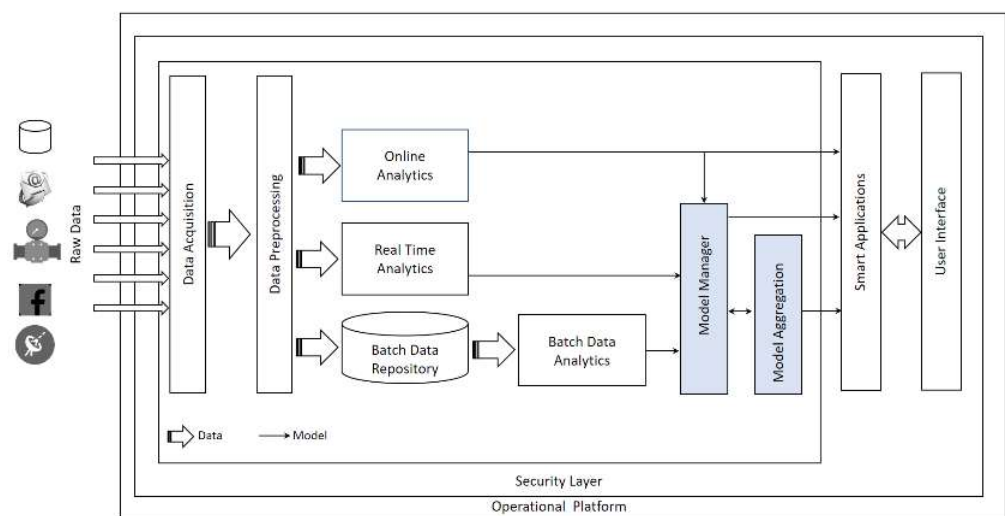 Raw Data
Data Acquisition
Data Preprocessing
Online
Analytics
Real Time
Analytics
Batch Data
Repository
Batch Data
Analytics
Model Manager
Model Aggregation
Smart Applications
User Interface
Data
Model
Security Layer
Operational Platform
@
f